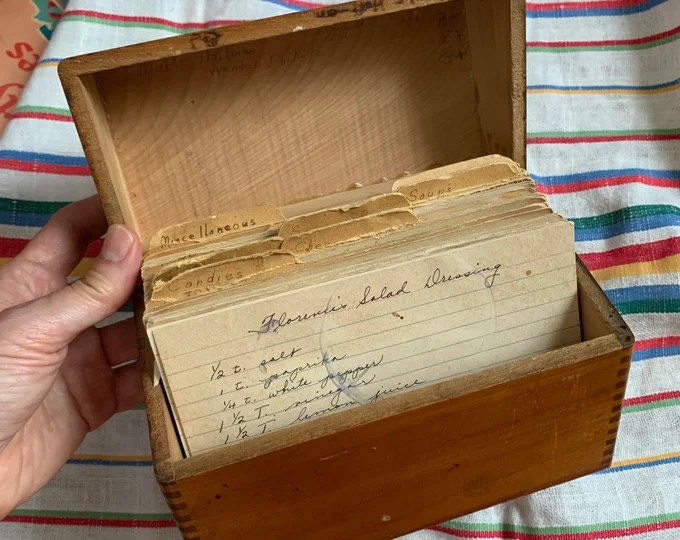 Miscellaneous
Soups
Candies
Florence's Salad Dressing
1/2 t. salt
1 t. paprika
1/4 t. white pepper
1 1/2 T. vinegar
1 1/2 T. lemon juice